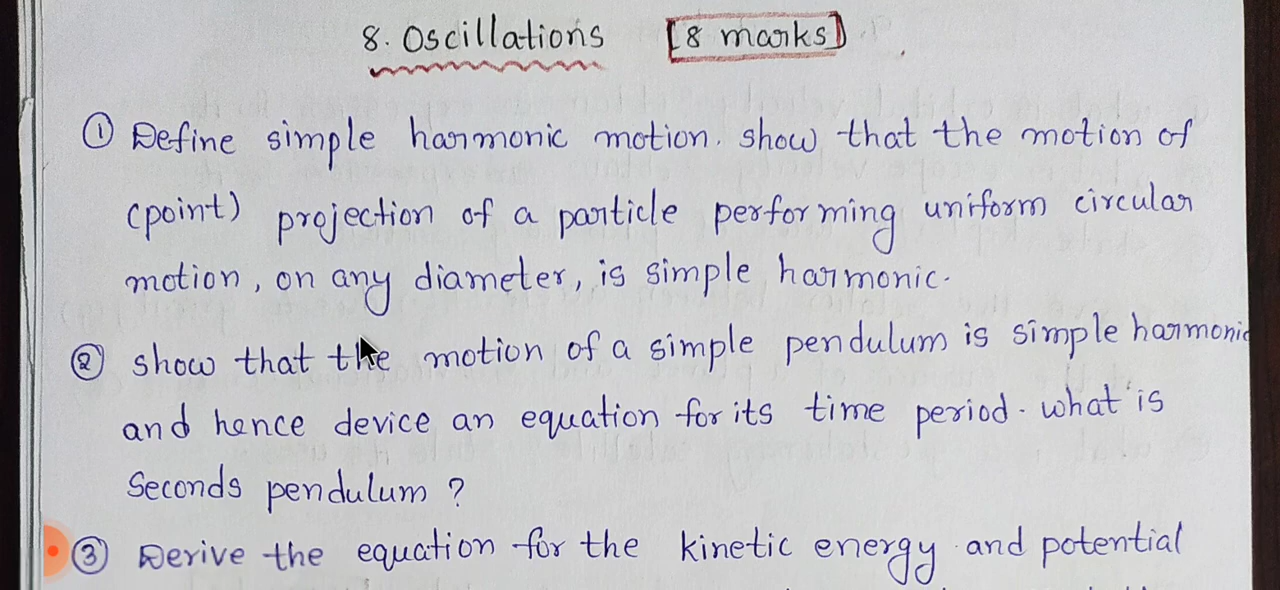 8. Oscillations [8 marks]
① Define simple harmonic motion. show that the motion of
(point) projection of a particle performing uniform circular
motion, on any diameter, is simple harmonic.
② show that the motion of a simple pendulum is simple harmonic
and hence device an equation for its time period. what is
Seconds pendulum ?
③ Derive the equation for the kinetic energy and potential